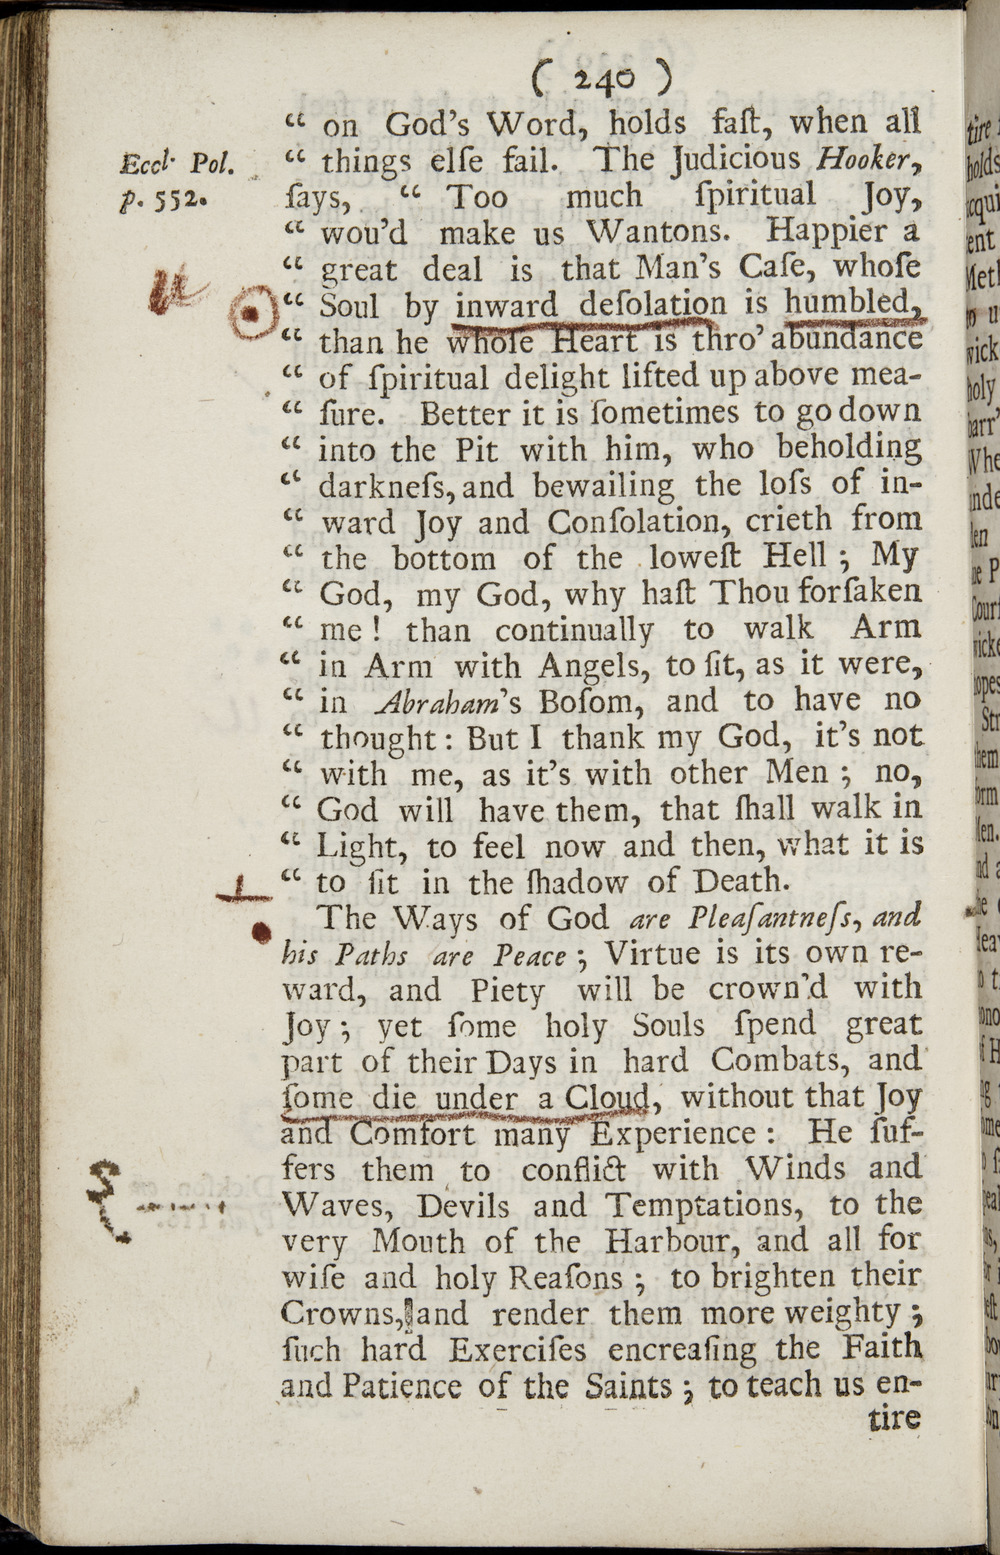 ( 240 )
“ on God's Word, holds faſt, when all
Eccl· Pol.
p. 552.
“ things elſe fail. The Judicious Hooker,
ſays, “ Too much ſpiritual Joy,
“ wou'd make us Wantons. Happier a
“ great deal is that Man's Caſe, whoſe
“ Soul by inward deſolation is humbled,
“ than he whoſe Heart is thro' abundance
“ of ſpiritual delight lifted up above mea-
“ ſure. Better it is ſometimes to go down
“ into the Pit with him, who beholding
“ darkneſs, and bewailing the loſs of in-
“ ward Joy and Conſolation, crieth from
“ the bottom of the loweſt Hell ; My
“ God, my God, why haſt Thou forſaken
“ me ! than continually to walk Arm
“ in Arm with Angels, to ſit, as it were,
“ in Abraham's Boſom, and to have no
“ thought : But I thank my God, it's not
“ with me, as it's with other Men ; no,
“ God will have them, that ſhall walk in
“ Light, to feel now and then, what it is
“ to ſit in the ſhadow of Death.
The Ways of God are Pleaſantneſs, and
his Paths are Peace ; Virtue is its own re-
ward, and Piety will be crown'd with
Joy ; yet ſome holy Souls ſpend great
part of their Days in hard Combats, and
ſome die under a Cloud, without that Joy
and Comfort many Experience : He ſuf-
fers them to conflict with Winds and
Waves, Devils and Temptations, to the
very Mouth of the Harbour, and all for
wiſe and holy Reaſons ; to brighten their
Crowns, and render them more weighty ;
ſuch hard Exerciſes encreaſing the Faith
and Patience of the Saints ; to teach us en-
tire